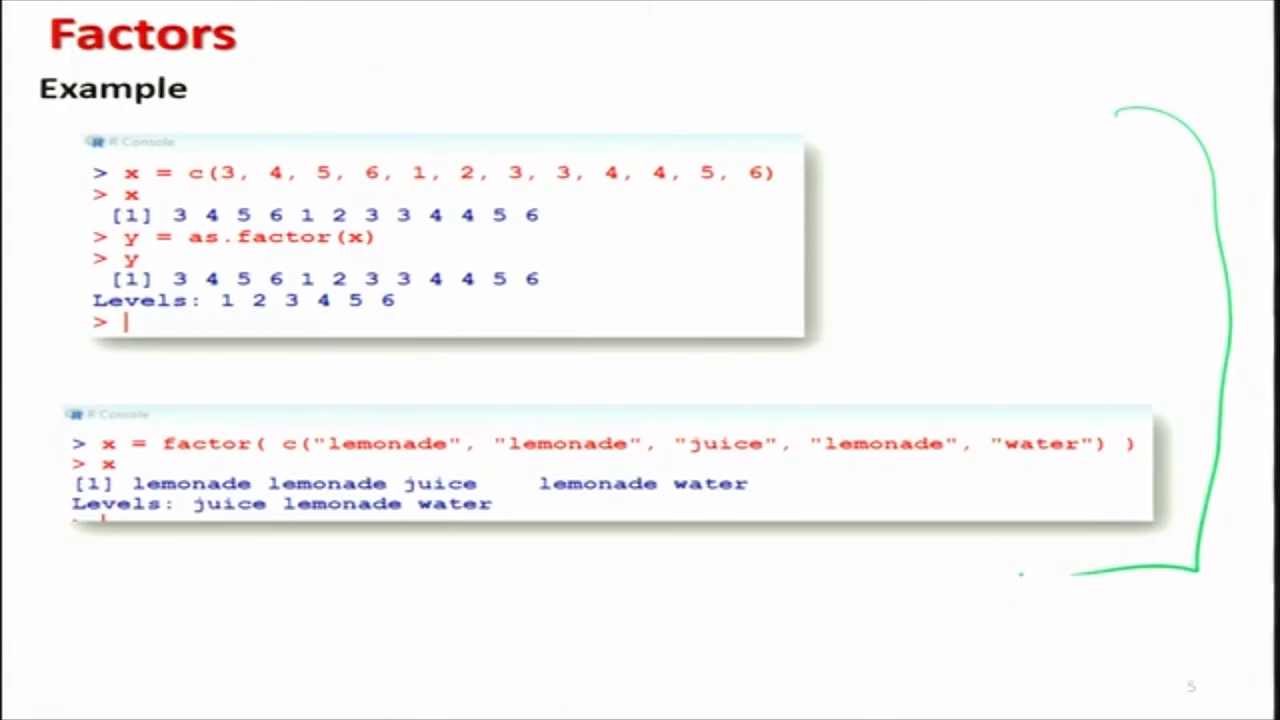 Factors
Example
R Console
> x = c(3, 4, 5, 6, 1, 2, 3, 3, 4, 4, 5, 6)
> x
[1] 3 4 5 6 1 2 3 3 4 4 5 6
> y = as.factor(x)
> y
[1] 3 4 5 6 1 2 3 3 4 4 5 6
Levels: 1 2 3 4 5 6
>
R Console
> x = factor( c("lemonade", "lemonade", "juice", "lemonade", "water") )
> x
[1] lemonade lemonade juice    lemonade water
Levels: juice lemonade water
5